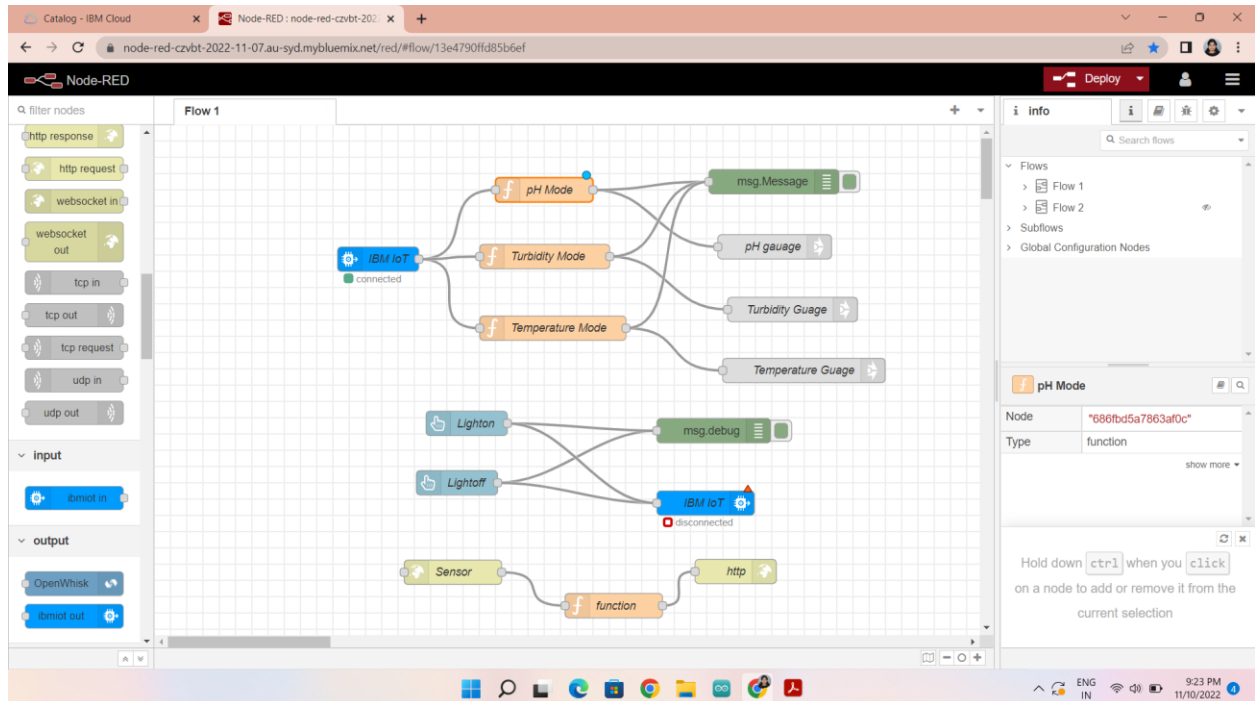 Catalog - IBM Cloud
Node-RED : node-red-czvbt-202
node-red-czvbt-2022-11-07.au-syd.mybluemix.net/red/#flow/13e4790ffd85b6ef
Node-RED
Deploy
filter nodes
Flow 1
i info
i
Search flows
http response
http request
websocket in
websocket
out
tcp in
tcp out
tcp request
udp in
udp out
input
ibmiot in
output
OpenWhisk
ibmiot out
pH Mode
msg.Message
IBM IoT
connected
Turbidity Mode
pH gauage
Temperature Mode
Turbidity Guage
Temperature Guage
Lighton
msg.debug
Lightoff
IBM IoT
disconnected
Sensor
http
function
Flows
Flow 1
Flow 2
Subflows
Global Configuration Nodes
pH Mode
Node "686fbd5a7863af0c"
Type function
show more
Hold down ctrl when you click
on a node to add or remove it from the
current selection
ENG
IN
9:23 PM
11/10/2022
4